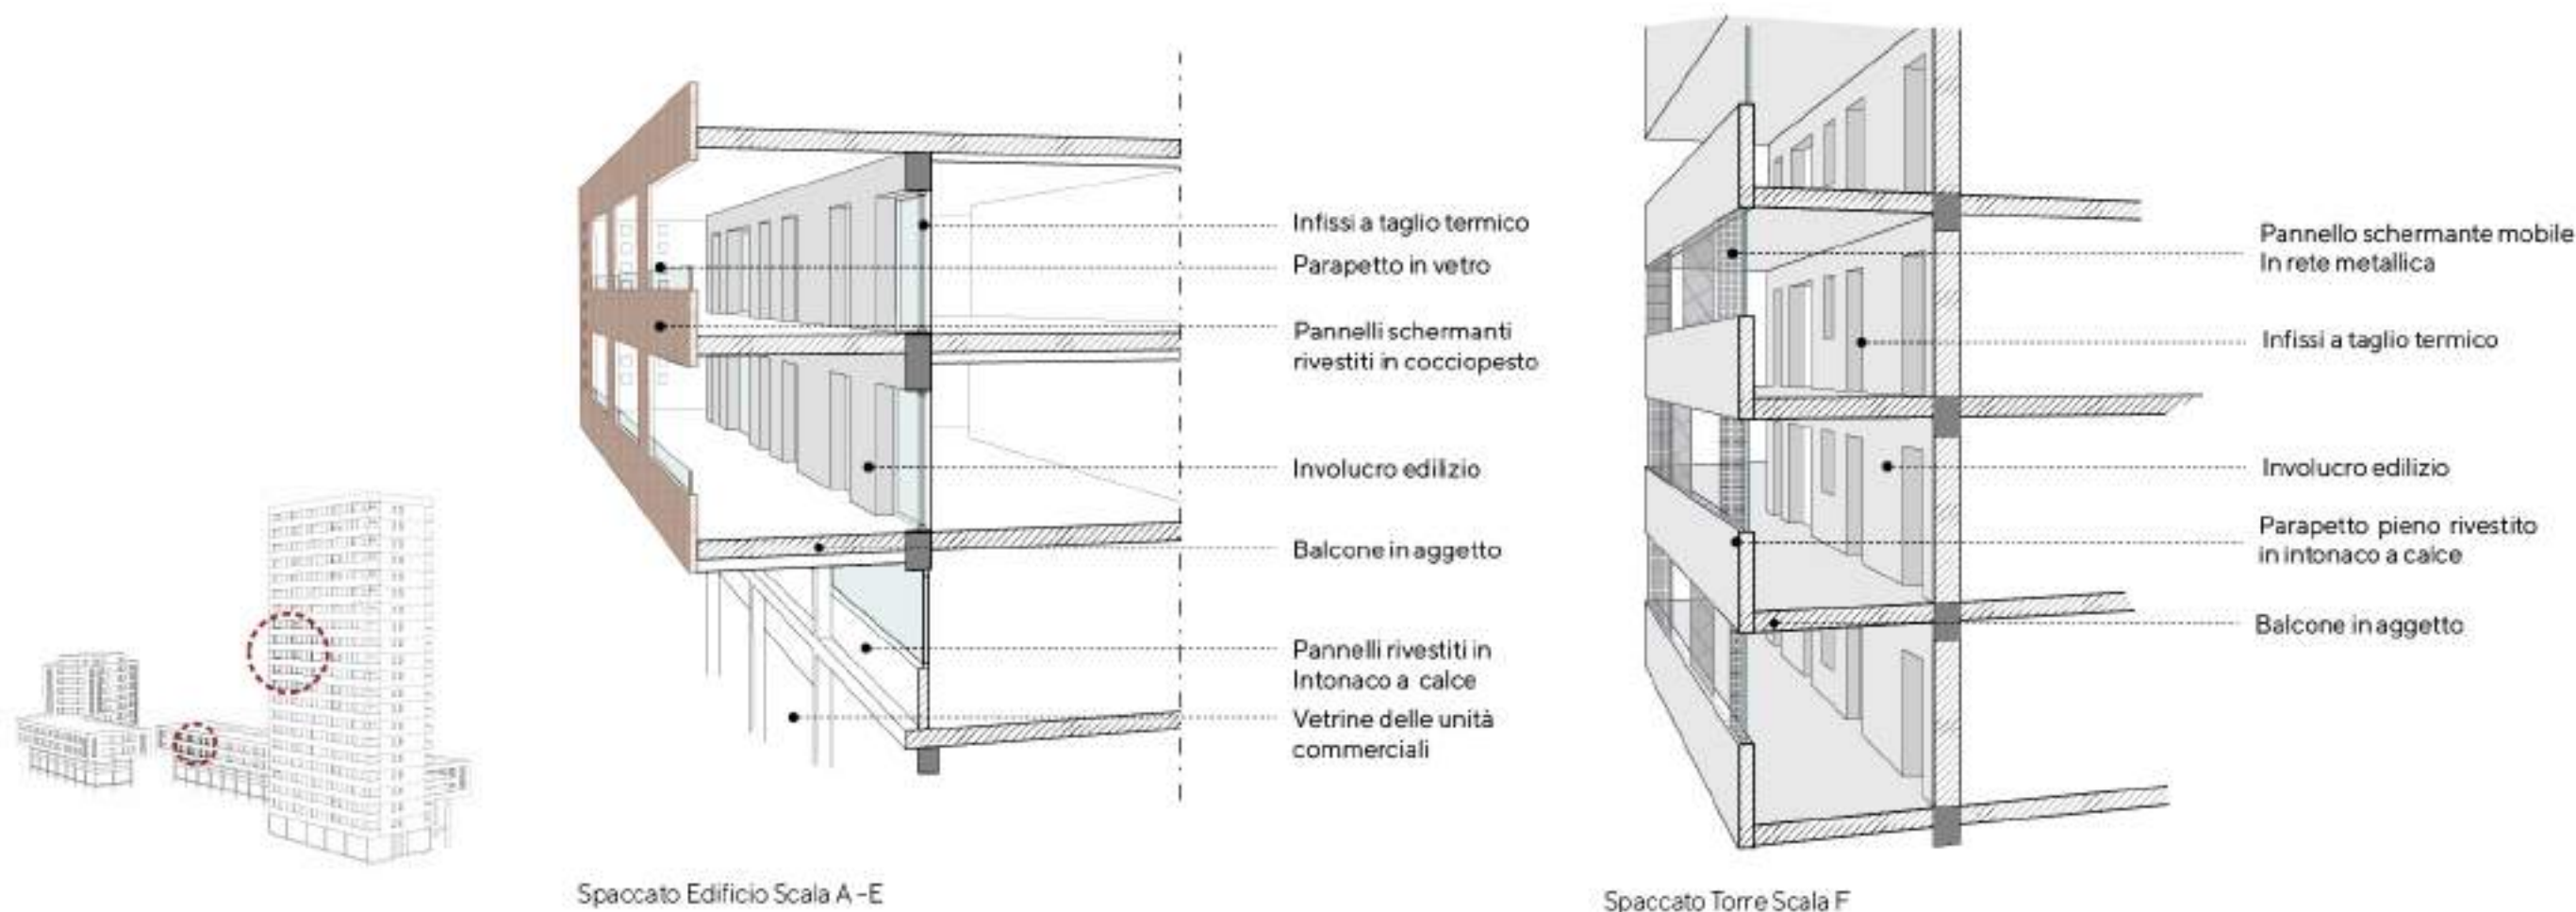 Infissi a taglio termico
Parapetto in vetro
Pannelli schermanti
rivestiti in cocciopesto
Involucro edilizio
Balcone in aggetto
Pannelli rivestiti in
Intonaco a calce
Vetrine delle unità
commerciali
Spaccato Edificio Scala A -E
Pannello schermante mobile
In rete metallica
Infissi a taglio termico
Involucro edilizio
Parapetto pieno rivestito
in intonaco a calce
Balcone in aggetto
Spaccato Torre Scala F